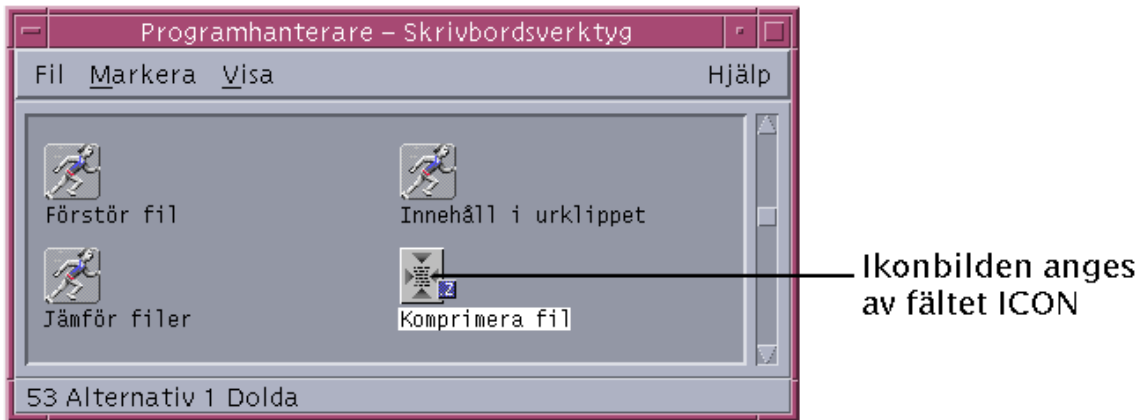 Programhanterare – Skrivbordsverktyg
Fil Markera Visa Hjälp
Förstör fil Innehåll i urklippet
.Z
Jämför filer Komprimera fil
Ikonbilden anges
av fältet ICON
53 Alternativ 1 Dolda